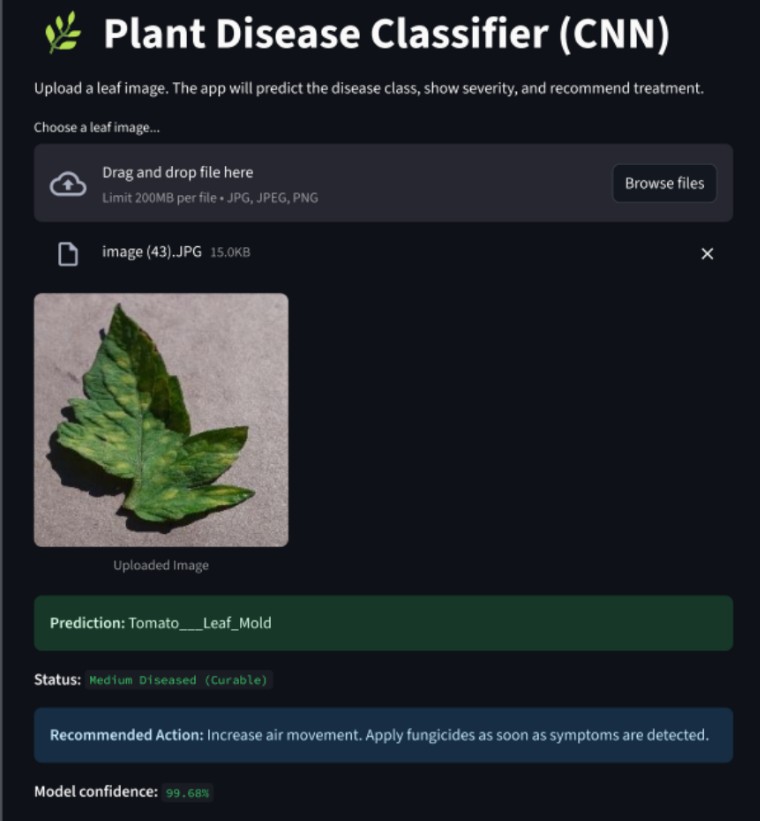 Plant Disease Classifier (CNN)
Upload a leaf image. The app will predict the disease class, show severity, and recommend treatment.
Choose a leaf image...
Drag and drop file here
Limit 200MB per file • JPG, JPEG, PNG
Browse files
image (43).JPG 15.0KB
Uploaded Image
Prediction: Tomato___Leaf_Mold
Status: Medium Diseased (Curable)
Recommended Action: Increase air movement. Apply fungicides as soon as symptoms are detected.
Model confidence: 99.68%